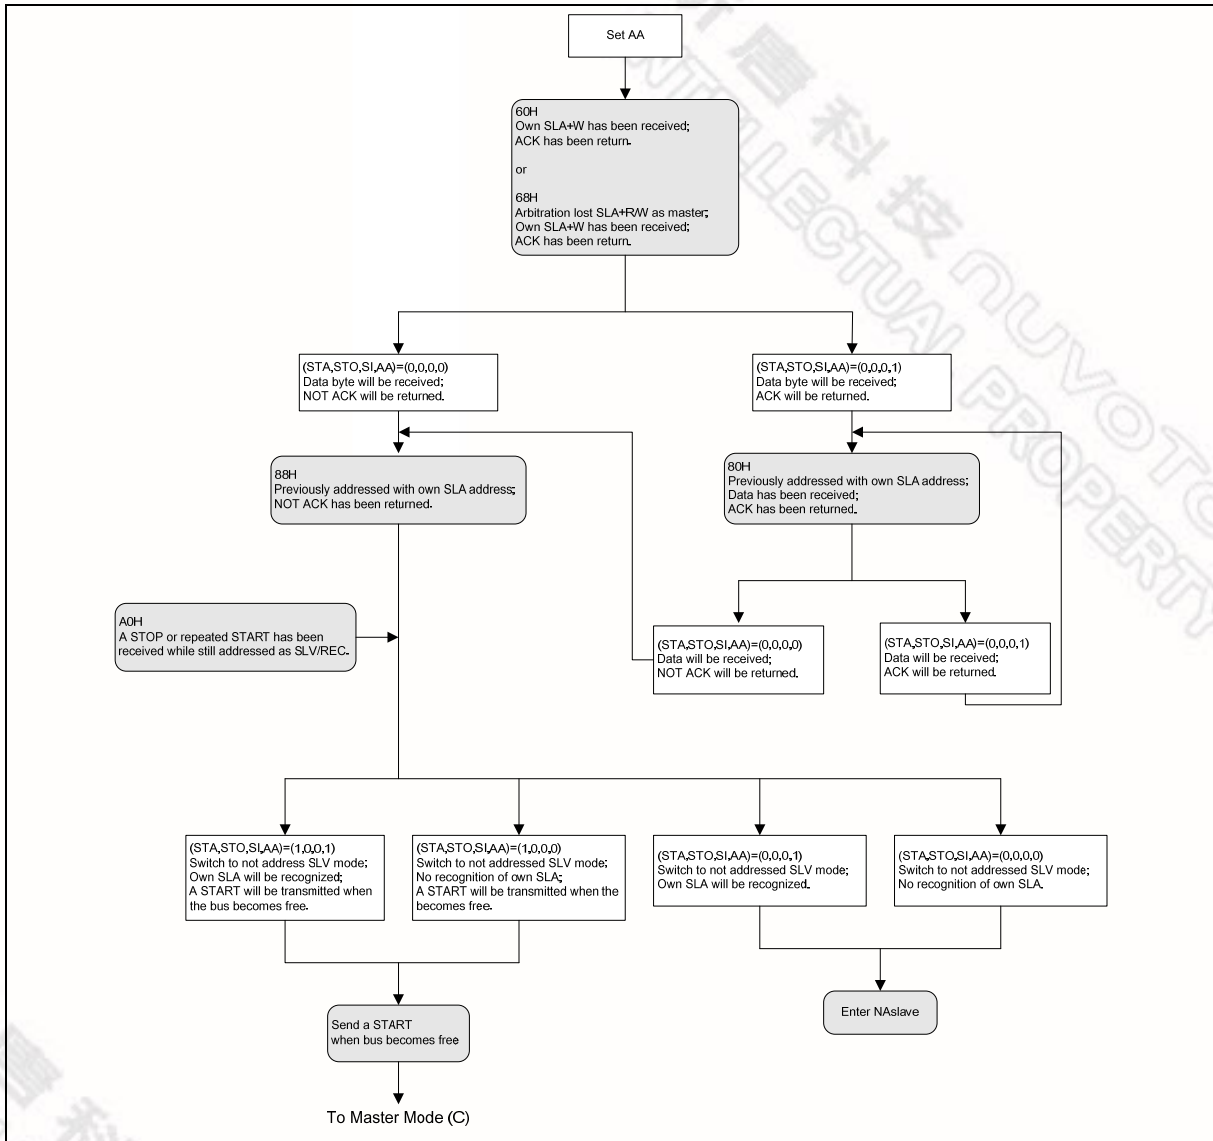 Set AA
60H
Own SLA+W has been received;
ACK has been return.
or
68H
Arbitration lost SLA+R/W as master;
Own SLA+W has been received;
ACK has been return.
(STA,STO,SI,AA)=(0,0,0,0)
Data byte will be received;
NOT ACK will be returned.
(STA,STO,SI,AA)=(0,0,0,1)
Data byte will be received;
ACK will be returned.
88H
Previously addressed with own SLA address;
NOT ACK has been returned.
80H
Previously addressed with own SLA address;
Data has been received;
ACK has been returned.
A0H
A STOP or repeated START has been
received while still addressed as SLV/REC.
(STA,STO,SI,AA)=(0,0,0,0)
Data will be received;
NOT ACK will be returned.
(STA,STO,SI,AA)=(0,0,0,1)
Data will be received;
ACK will be returned.
(STA,STO,SI,AA)=(1,0,0,1)
Switch to not address SLV mode;
Own SLA will be recognized;
A START will be transmitted when
the bus becomes free.
(STA,STO,SI,AA)=(1,0,0,0)
Switch to not addressed SLV mode;
No recognition of own SLA;
A START will be transmitted when the
becomes free.
(STA,STO,SI,AA)=(0,0,0,1)
Switch to not addressed SLV mode;
Own SLA will be recognized.
(STA,STO,SI,AA)=(0,0,0,0)
Switch to not addressed SLV mode;
No recognition of own SLA.
Send a START
when bus becomes free
Enter NAslave
To Master Mode (C)
唐科技 nuvoTo
INTELLECTUAL PROPERTY
唐科